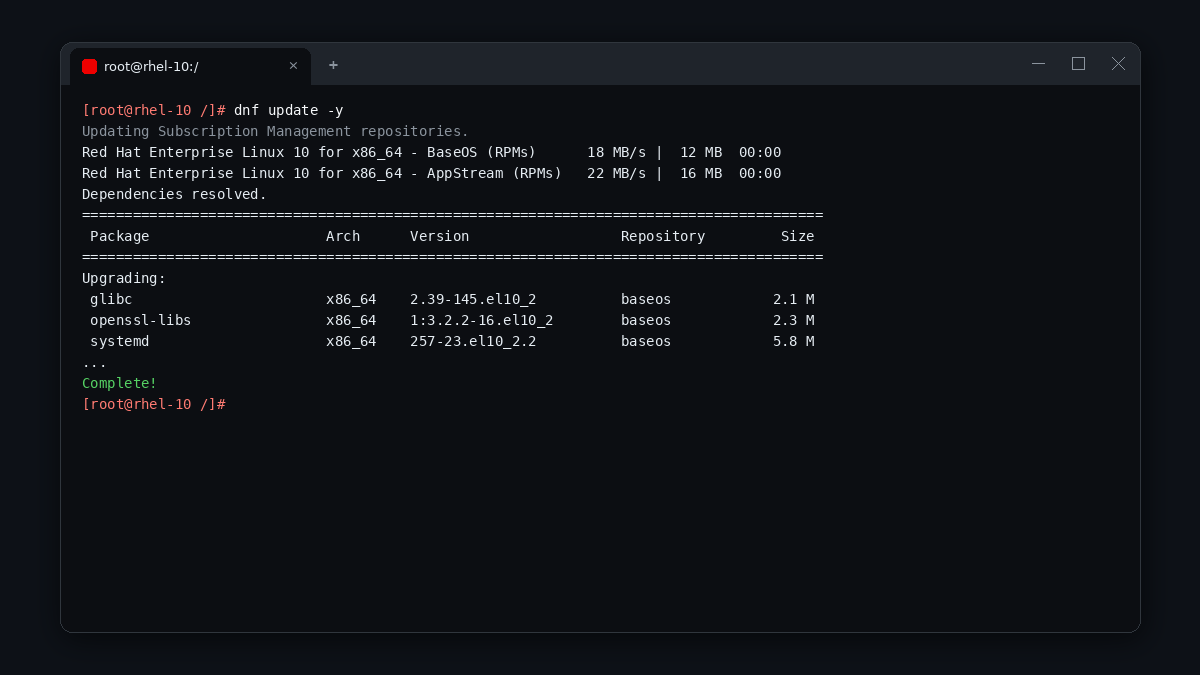 root@rhel-10:/
[root@rhel-10 /]# dnf update -y
Updating Subscription Management repositories.
Red Hat Enterprise Linux 10 for x86_64 - BaseOS (RPMs)      18 MB/s |  12 MB  00:00
Red Hat Enterprise Linux 10 for x86_64 - AppStream (RPMs)   22 MB/s |  16 MB  00:00
Dependencies resolved.
========================================================================================
 Package                     Arch      Version                  Repository         Size
========================================================================================
Upgrading:
 glibc                       x86_64    2.39-145.el10_2          baseos            2.1 M
 openssl-libs                x86_64    1:3.2.2-16.el10_2        baseos            2.3 M
 systemd                     x86_64    257-23.el10_2.2          baseos            5.8 M
...
Complete!
[root@rhel-10 /]#